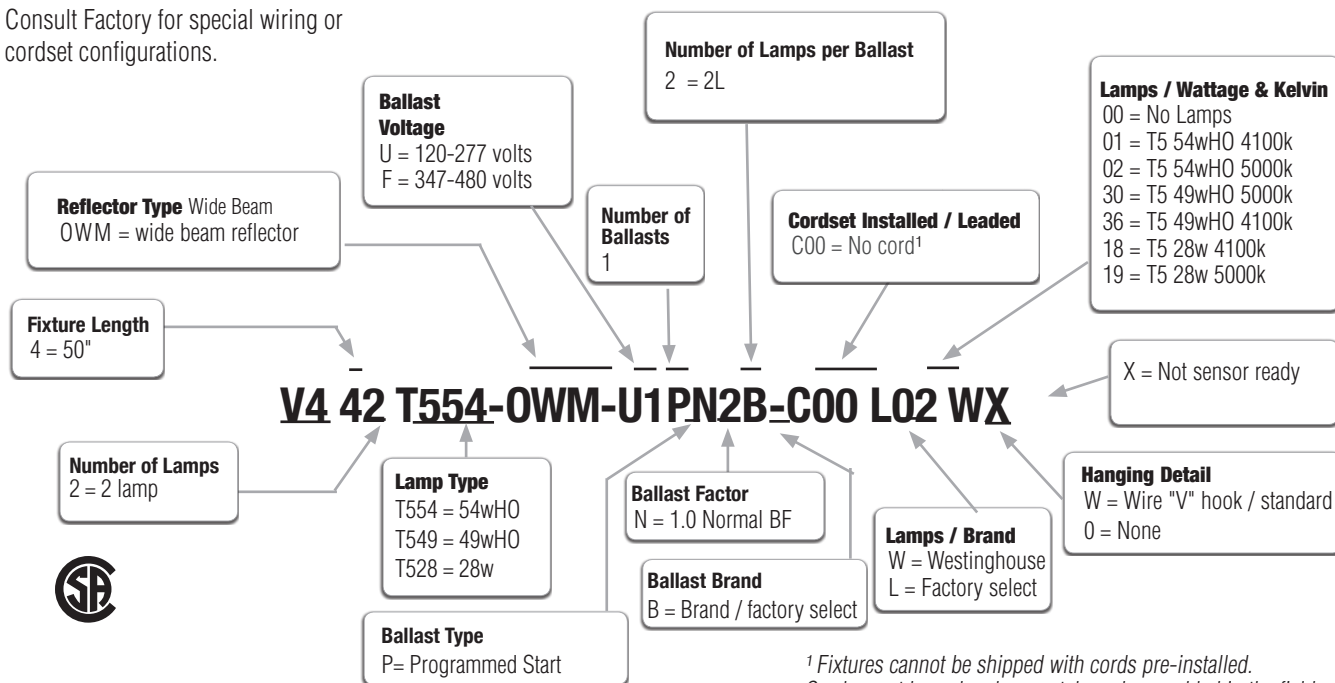 Consult Factory for special wiring or
cordset configurations.
Number of Lamps per Ballast
2 = 2L
Ballast
Voltage
U = 120-277 volts
F = 347-480 volts
Lamps / Wattage & Kelvin
00 = No Lamps
01 = T5 54wHO 4100k
02 = T5 54wHO 5000k
30 = T5 49wHO 5000k
36 = T5 49wHO 4100k
18 = T5 28w 4100k
19 = T5 28w 5000k
Reflector Type Wide Beam
OWM = wide beam reflector
Number of
Ballasts
1
Cordset Installed / Leaded
C00 = No cord¹
Fixture Length
4 = 50"
X = Not sensor ready
V4 42 T554-OWM-U1PN2B-C00 L02 WX
Number of Lamps
2 = 2 lamp
Lamp Type
T554 = 54wHO
T549 = 49wHO
T528 = 28w
Ballast Factor
N = 1.0 Normal BF
Lamps / Brand
W = Westinghouse
L = Factory select
Hanging Detail
W = Wire "V" hook / standard
0 = None
SA
Ballast Brand
B = Brand / factory select
Ballast Type
P= Programmed Start
¹ Fixtures cannot be shipped with cords pre-installed.